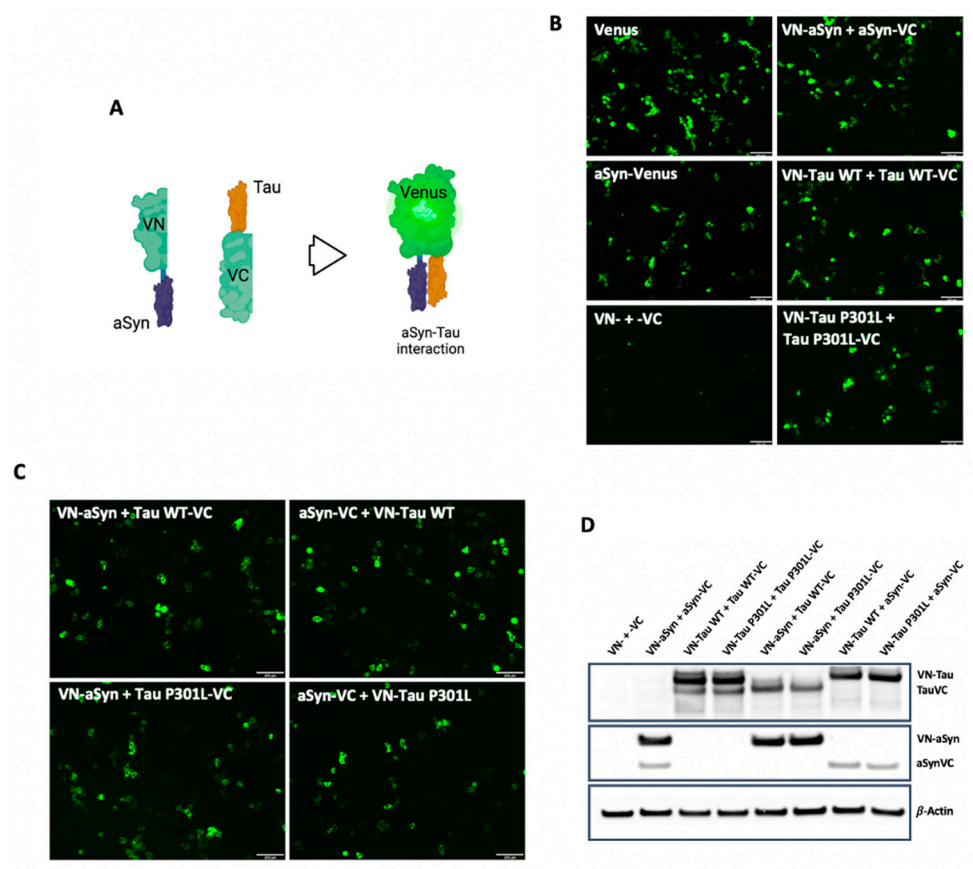 A
VN
aSyn
Tau
VC
Venus
aSyn-Tau
interaction
B
Venus
VN-aSyn + aSyn-VC
aSyn-Venus
VN-Tau WT + Tau WT-VC
VN- + -VC
VN-Tau P301L +
Tau P301L-VC
C
VN-aSyn + Tau WT-VC
aSyn-VC + VN-Tau WT
VN-aSyn + Tau P301L-VC
aSyn-VC + VN-Tau P301L
D
VN- + -VC
VN-aSyn + aSyn-VC
VN-Tau WT + Tau WT-VC
VN-Tau P301L + Tau P301L-VC
VN-aSyn + Tau WT-VC
VN-aSyn + Tau P301L-VC
VN-Tau WT + aSyn-VC
VN-Tau P301L + aSyn-VC
VN-Tau
TauVC
VN-aSyn
aSynVC
β-Actin